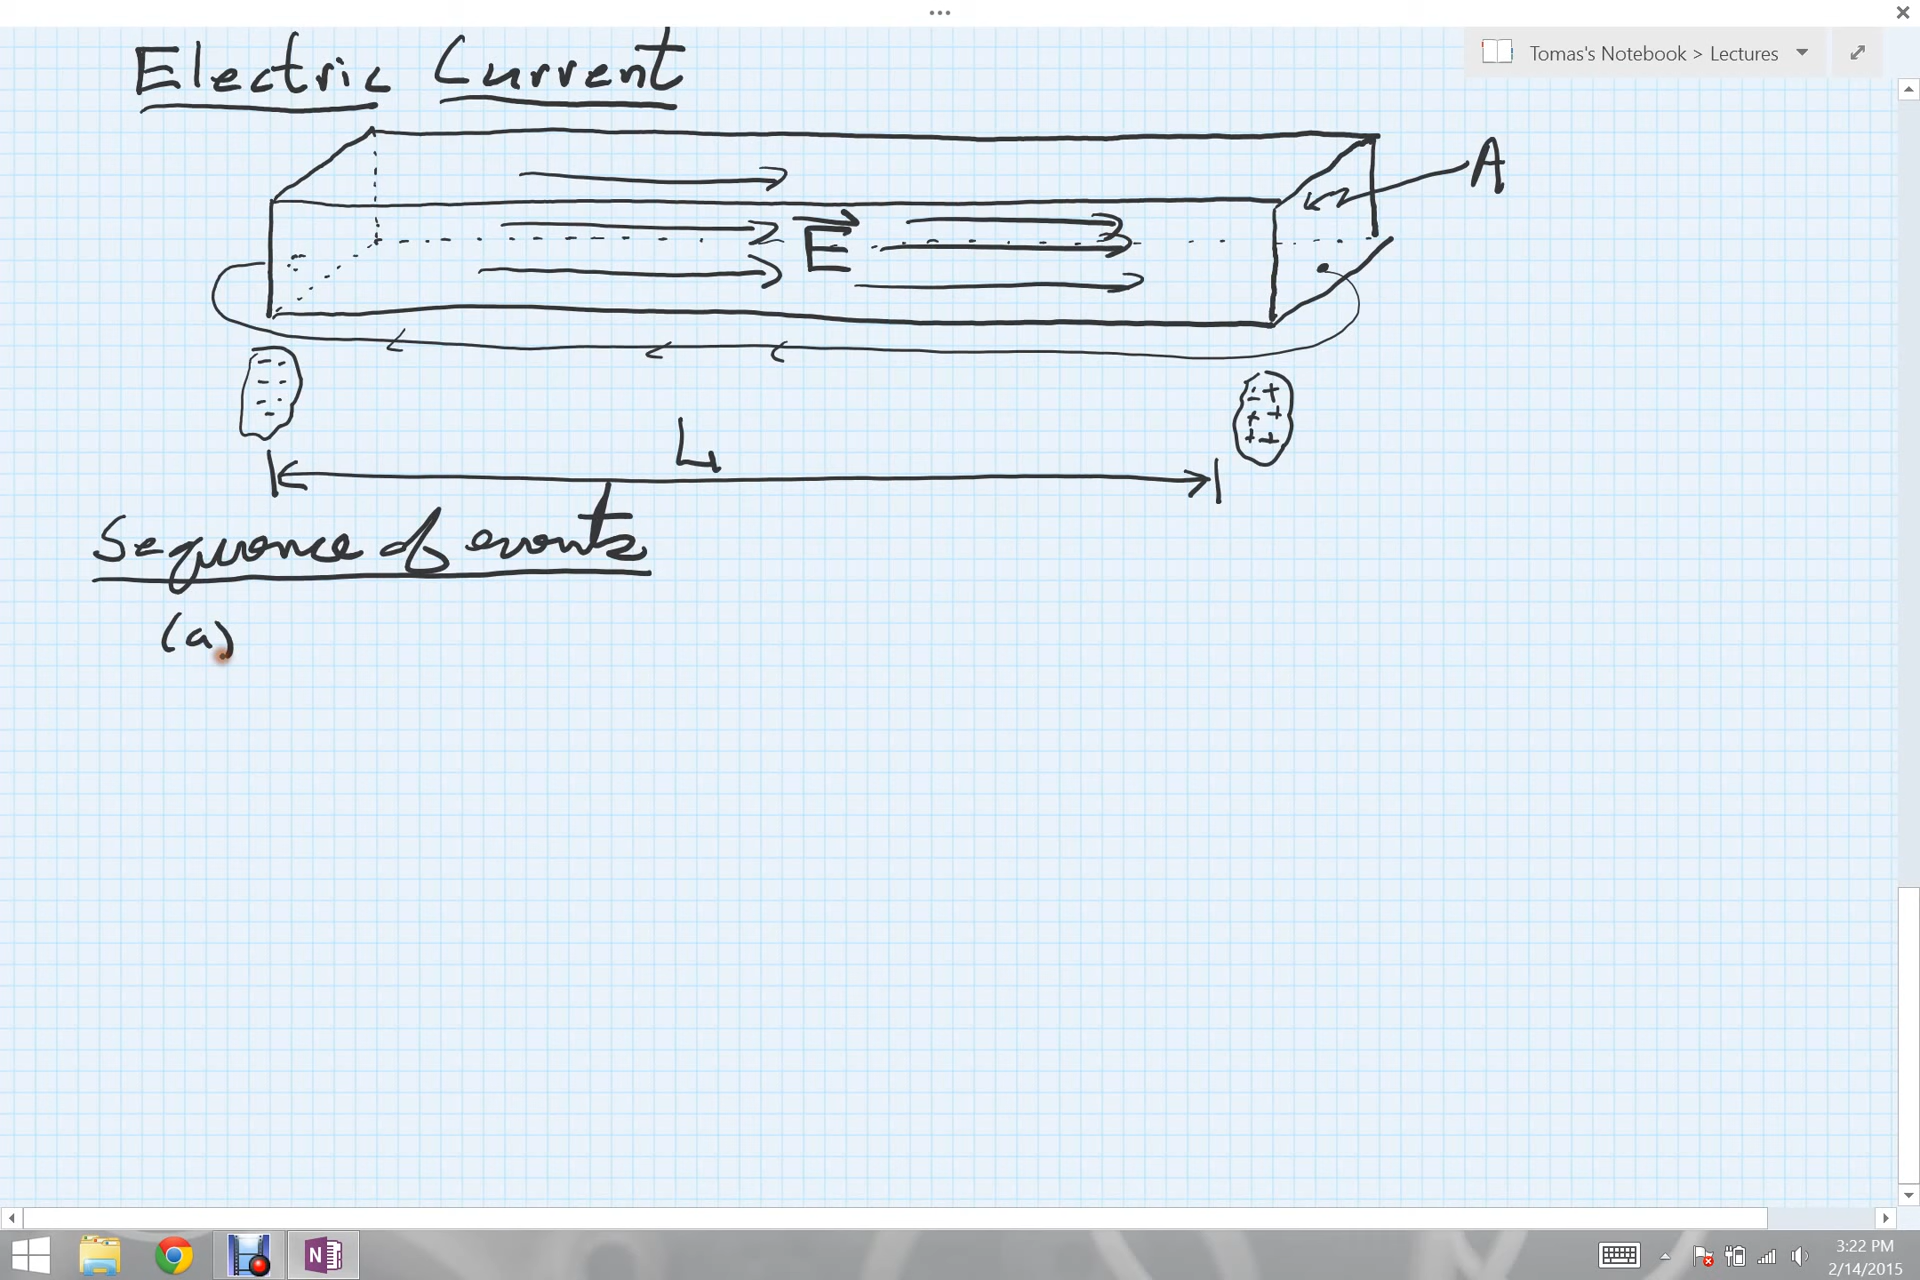 Tomas's Notebook > Lectures
Electric Current
A
E
L
Sequence of events
(a)
3:22 PM
2/14/2015